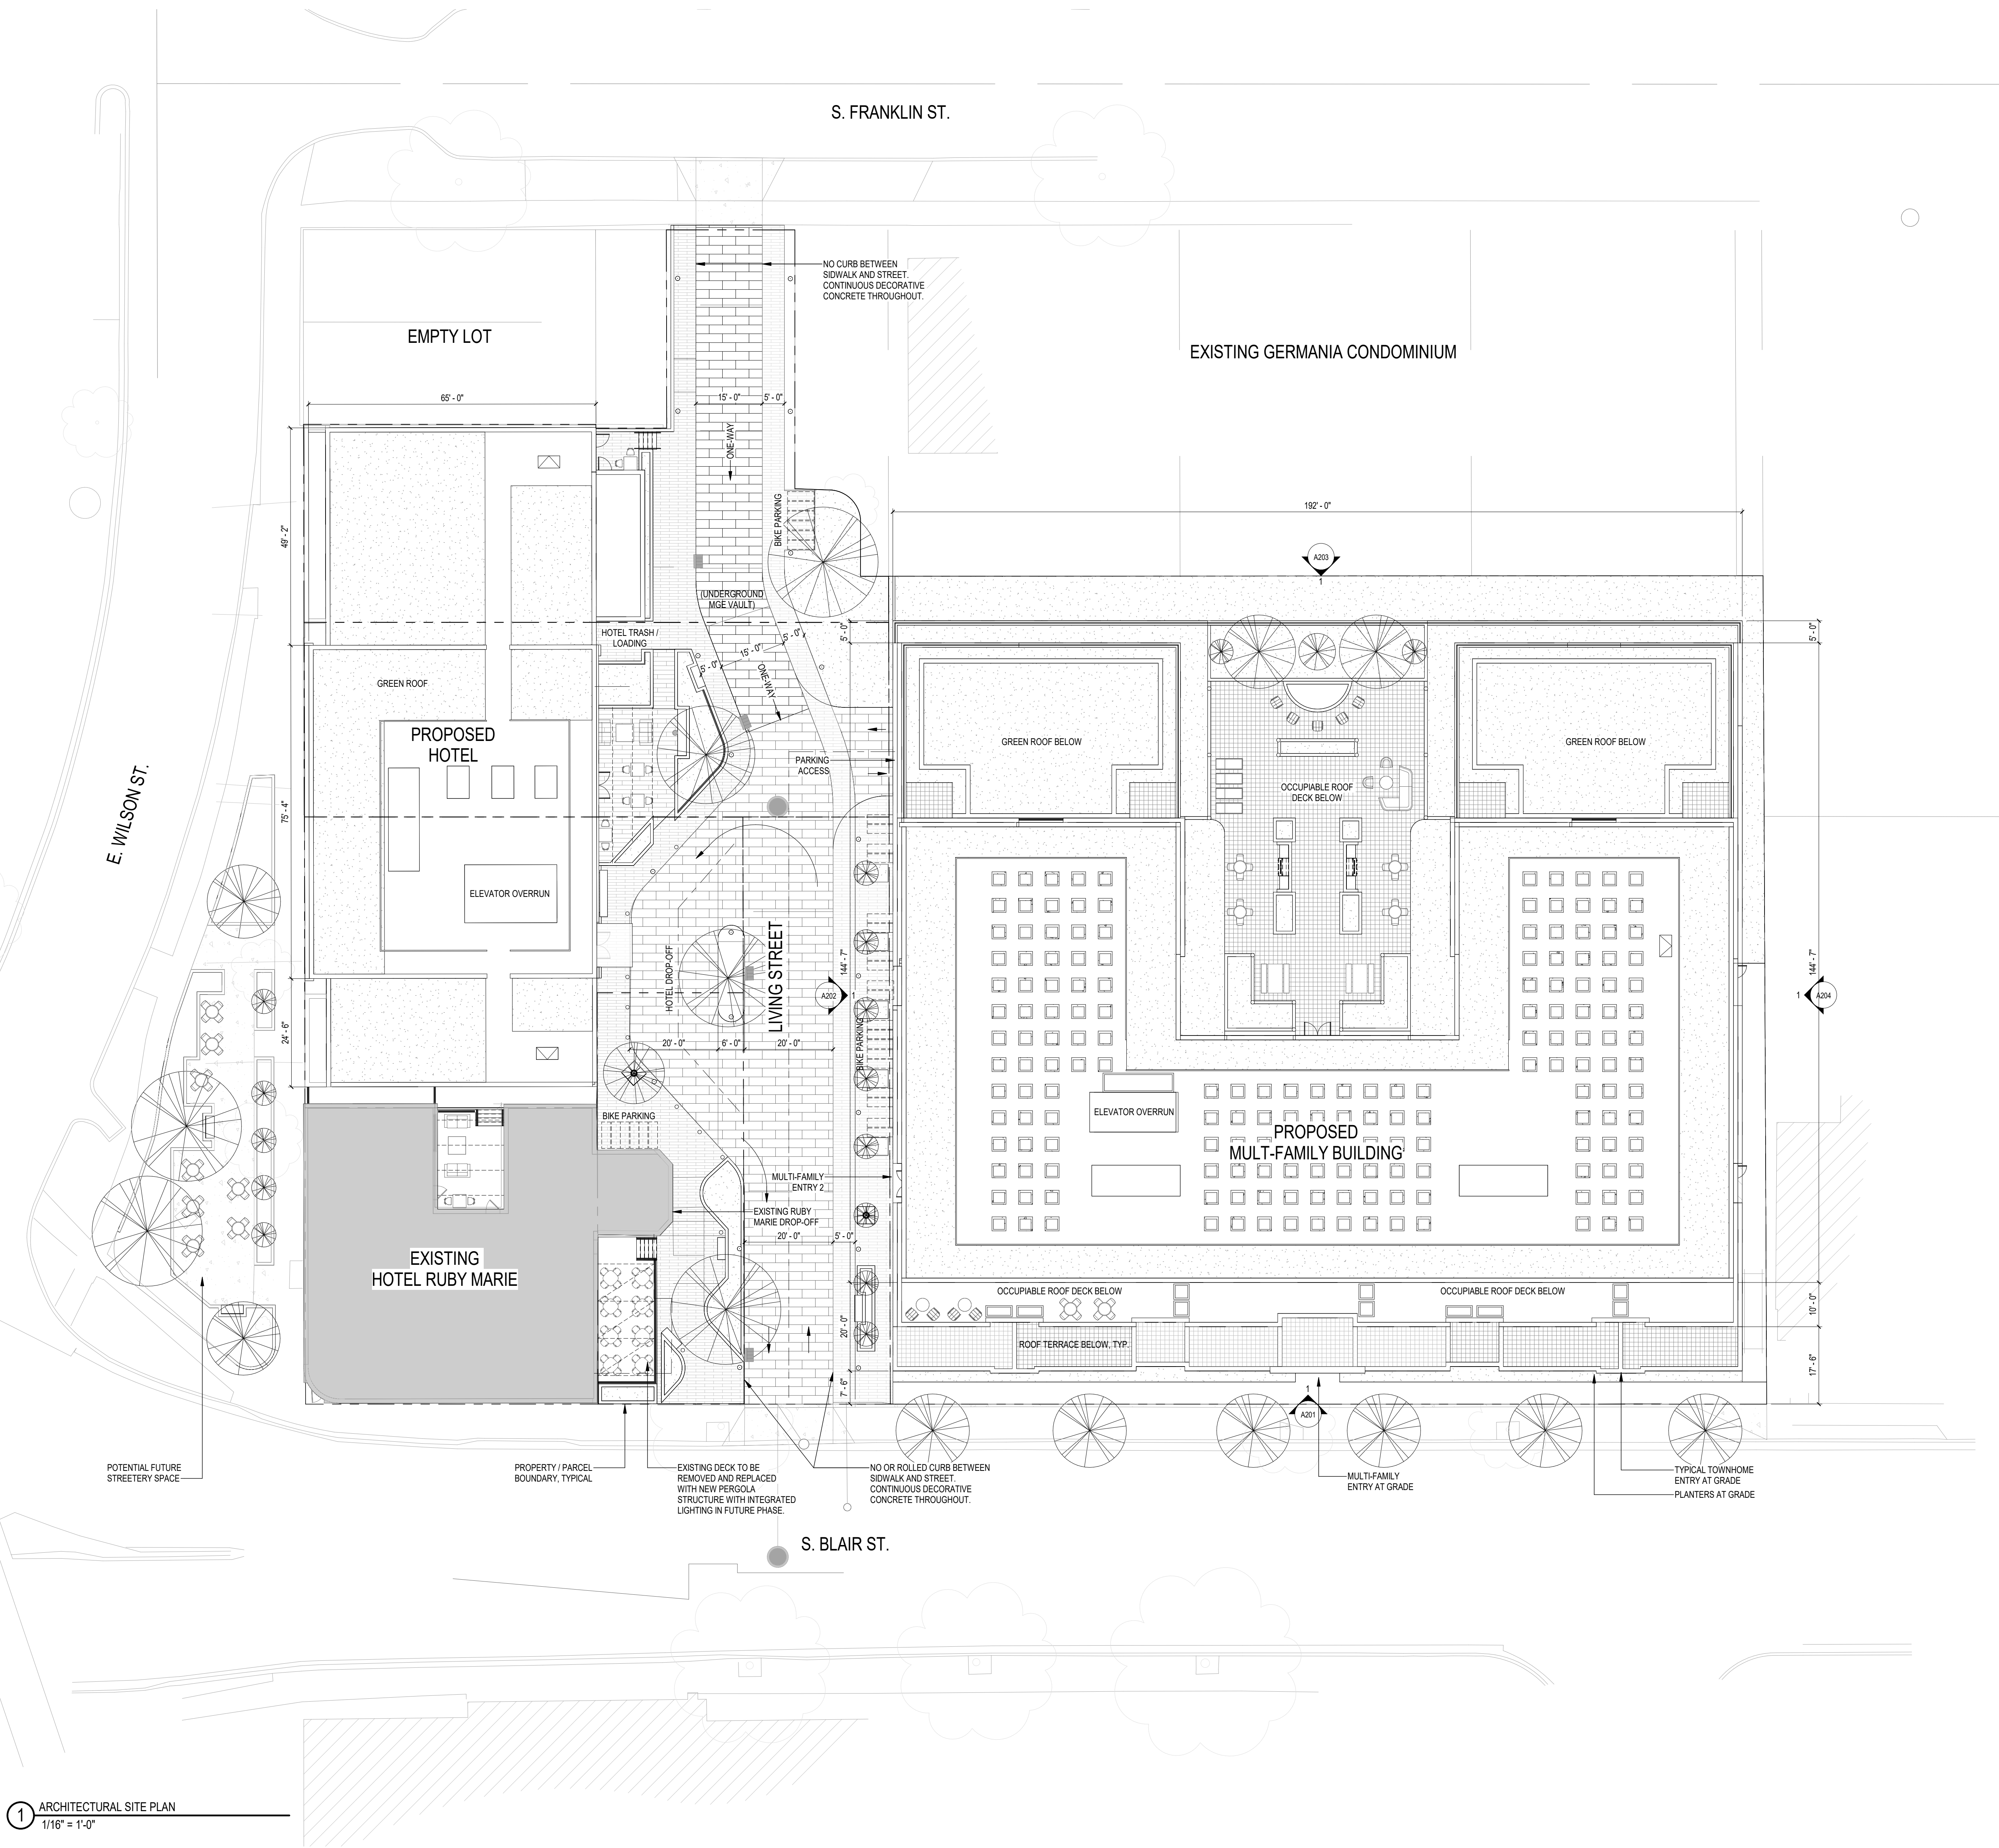 S. FRANKLIN ST.
NO CURB BETWEEN
SIDWALK AND STREET.
CONTINUOUS DECORATIVE
CONCRETE THROUGHOUT.
EMPTY LOT
EXISTING GERMANIA CONDOMINIUM
65' - 0"
15' - 0"
5' - 0"
ONE-WAY
BIKE PARKING
192' - 0"
49' - 2"
A203
1
(UNDERGROUND
MGE VAULT)
HOTEL TRASH /
LOADING
5' - 0"
15' - 0"
5' - 0"
5' - 0"
5' - 0"
ONE-WAY
GREEN ROOF
PROPOSED
HOTEL
GREEN ROOF BELOW
GREEN ROOF BELOW
PARKING
ACCESS
OCCUPIABLE ROOF
DECK BELOW
E. WILSON ST.
75' - 4"
ELEVATOR OVERRUN
HOTEL DROP-OFF
LIVING STREET
144' - 7"
144' - 7"
A202
1
1
A204
24' - 6"
20' - 0"
6' - 0"
20' - 0"
BIKE PARKING
BIKE PARKING
ELEVATOR OVERRUN
PROPOSED
MULT-FAMILY BUILDING
MULTI-FAMILY
ENTRY 2
EXISTING RUBY
MARIE DROP-OFF
20' - 0"
5' - 0"
EXISTING
HOTEL RUBY MARIE
OCCUPIABLE ROOF DECK BELOW
OCCUPIABLE ROOF DECK BELOW
10' - 0"
20' - 0"
ROOF TERRACE BELOW, TYP.
17' - 6"
7' - 6"
1
A201
POTENTIAL FUTURE
STREETERY SPACE
PROPERTY / PARCEL
BOUNDARY, TYPICAL
EXISTING DECK TO BE
REMOVED AND REPLACED
WITH NEW PERGOLA
STRUCTURE WITH INTEGRATED
LIGHTING IN FUTURE PHASE.
NO OR ROLLED CURB BETWEEN
SIDWALK AND STREET.
CONTINUOUS DECORATIVE
CONCRETE THROUGHOUT.
MULTI-FAMILY
ENTRY AT GRADE
TYPICAL TOWNHOME
ENTRY AT GRADE
PLANTERS AT GRADE
S. BLAIR ST.
1
ARCHITECTURAL SITE PLAN
1/16" = 1'-0"